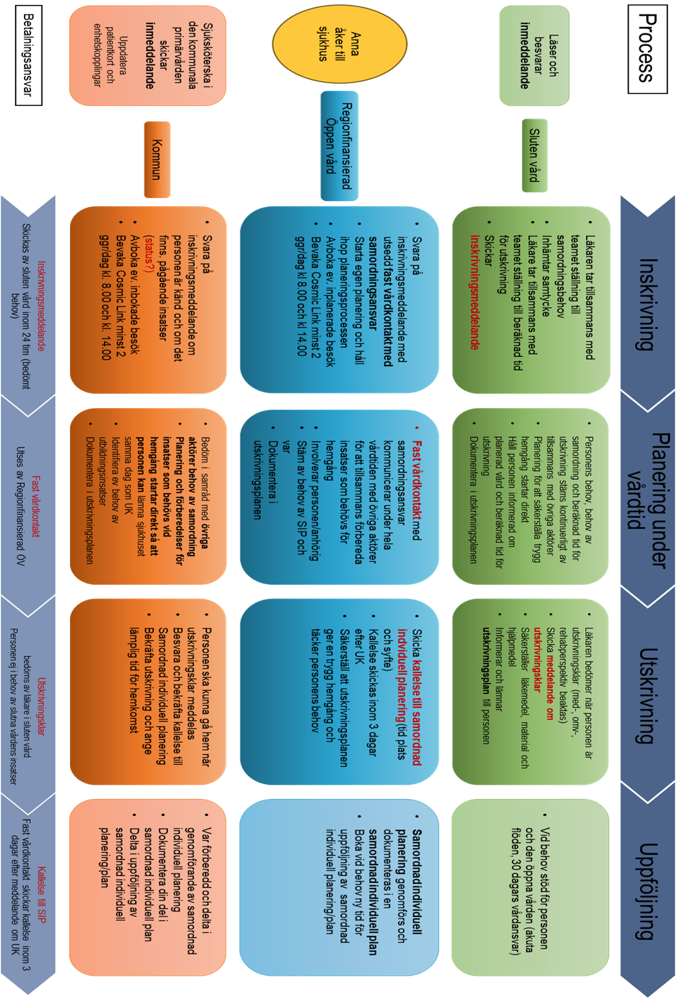 Process
Inskrivning
Planering under
vårdtid
Utskrivning
Uppföljning
Läser och
besvarar
inmeddelande
Sluten vård
• Läkaren tar tillsammans med
teamet ställning till
samordningsbehov
• Inhämtar samtycke
• Läkare tar tillsammans med
teamet ställning till beräknad tid
för utskrivning
• Skickar
inskrivningsmeddelande
• Personens behov, behov av
samordning och beräknad tid för
utskrivning stäms kontinuerligt av
tillsammans med övriga aktörer
• Planering för att säkerställa trygg
hemgång startar direkt
• Håll personen informerad om
planerad vård och beräknad tid för
utskrivning
• Dokumentera i utskrivningsplanen
• Läkaren bedömer när personen är
utskrivningsklar (med-, omv-,
rehabperspektiv beaktas)
• Skicka meddelande om
utskrivningsklar
• Säkerställer läkemedel, material och
hjälpmedel
• Informerar och lämnar
utskrivningsplan till personen
• Vid behov stöd för personen
och den öppna vården (akuta
flöden, 30 dagars vårdansvar)
Anna
åker till
sjukhus
Regionfinansierad
Öppen vård
• Svara på
inskrivningsmeddelande med
utsedd fast vårdkontakt med
samordningsansvar
• Starta egen planering och håll
ihop planeringsprocessen
• Avboka ev. inplanerade besök
• Bevaka Cosmic Link minst 2
ggr/dag kl 8.00 och kl 14.00
• Fast vårdkontakt med
samordningsansvar
kommunicerar under hela
vårdtiden med övriga aktörer
för att tillsammans förbereda
insatser som behövs för
hemgång
• Involverar personen/anhörig
• Stäm av behov av SIP och
var
• Dokumentera i
utskrivningsplanen
• Skicka kallelse till samordnad
indviduell planering (tid plats
och syfte)
• Kallelse skickas inom 3 dagar
efter UK
• Säkerställ att utskrivningsplanen
ger en trygg hemgång och
täcker personens behov
• Samordnad individuell
planering genomförs och
dokumenteras i en
samordnad individuell plan
• Boka vid behov ny tid för
uppföljning av samordnad
individuell planering/plan
Sjuksköterska i
den kommunala
primärvården
skickar
inmeddelande
Uppdatera
patientkort och
enhetskopplingar
Kommun
• Svara på
inskrivningsmeddelande om
personen är känd och om det
finns. pågående insatser
(status?)
• Avboka ev. inbokade besök
• Bevaka Cosmic Link minst 2
ggr/dag kl. 8.00 och kl. 14.00
• Bedöm i samråd med övriga
aktörer behov av samordning
• Planering och förberedelser för
insatser som behövs vid
hemgång startar direkt så att
personen kan lämna sjukhuset
samma dag som UK
• Identifiera ev behov av
utbildningsinsatser
• Dokumentera i utskrivningsplanen
• Personen ska kunna gå hem när
utskrivningsklar meddelas
• Besvara och bekräfta kallelse till
Samordnad individuell planering
• Bekräfta utskrivning och ange
lämplig tid för hemkomst
• Var förberedd och delta i
genomförande av samordnad
individuell planering
• Dokumentera din del i
samordnad individuell plan
• Delta i uppföljning av
samordnad individuell
planering/plan
Betalningsansvar
Inskrivningsmeddelande
Skickas av sluten vård inom 24 tim (bedömt
behov)
Fast vårdkontakt
Utses av Regionfinansierad ÖV
Utskrivningsklar
bedöms av läkare i sluten vård
Personen ej i behov av slutna vårdens insatser
Kallelse till SIP
Fast vårdkontakt skickar kallelse inom 3
dagar efter meddelande om UK